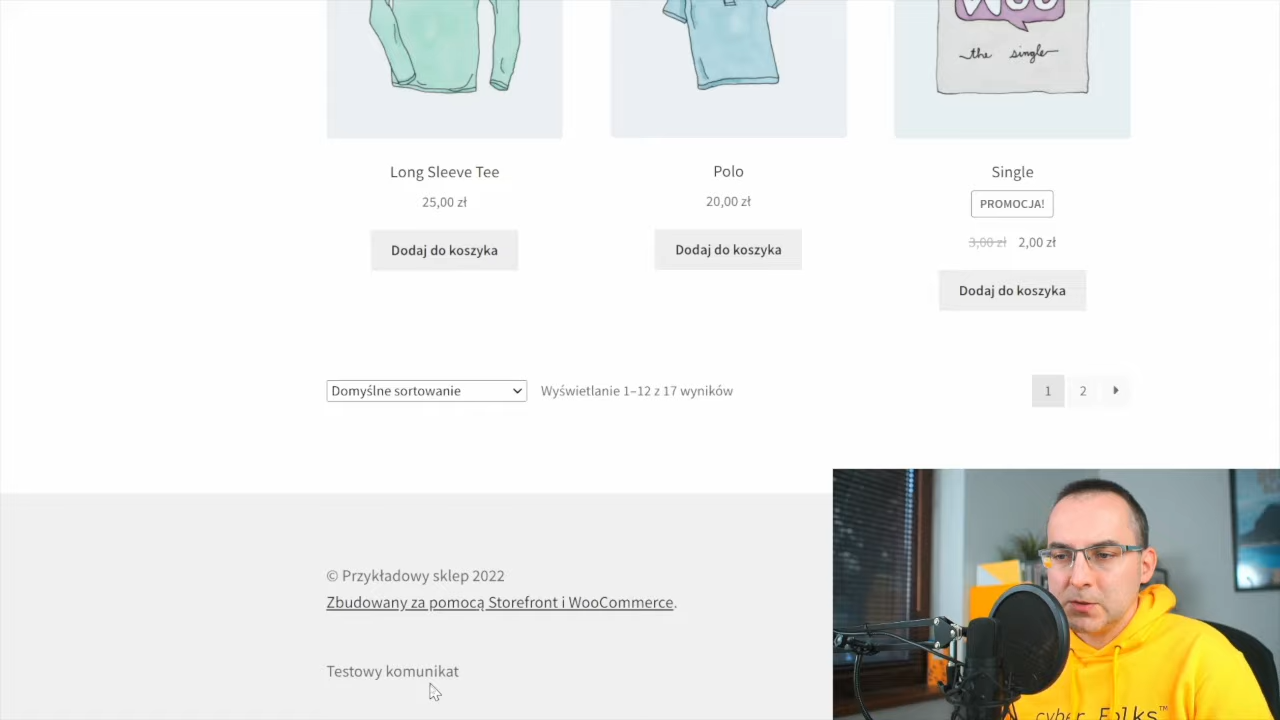 Woo
the single
Long Sleeve Tee
Polo
Single
25,00 zł
20,00 zł
PROMOCJA!
3,00 zł 2,00 zł
Dodaj do koszyka
Dodaj do koszyka
Dodaj do koszyka
Domyślne sortowanie
Wyświetlanie 1–12 z 17 wyników
1 2
© Przykładowy sklep 2022
Zbudowany za pomocą Storefront i WooCommerce.
Testowy komunikat
cyber_Folks™